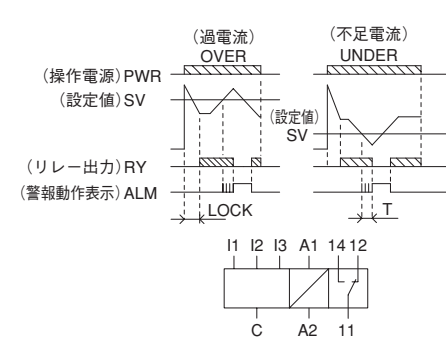 (過電流)
OVER
(不足電流)
UNDER
(操作電源)PWR
(設定値)SV
(設定値)
SV
(リレー出力)RY
(警報動作表示)ALM
LOCK
T
I1 I2 I3 A1 14 12
C A2 11